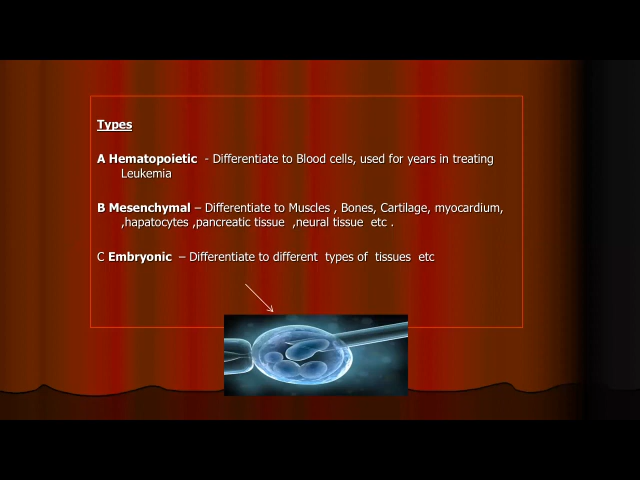 Types
A Hematopoietic - Differentiate to Blood cells, used for years in treating
Leukemia
B Mesenchymal – Differentiate to Muscles , Bones, Cartilage, myocardium,
,hapatocytes ,pancreatic tissue ,neural tissue etc .
C Embryonic – Differentiate to different types of tissues etc